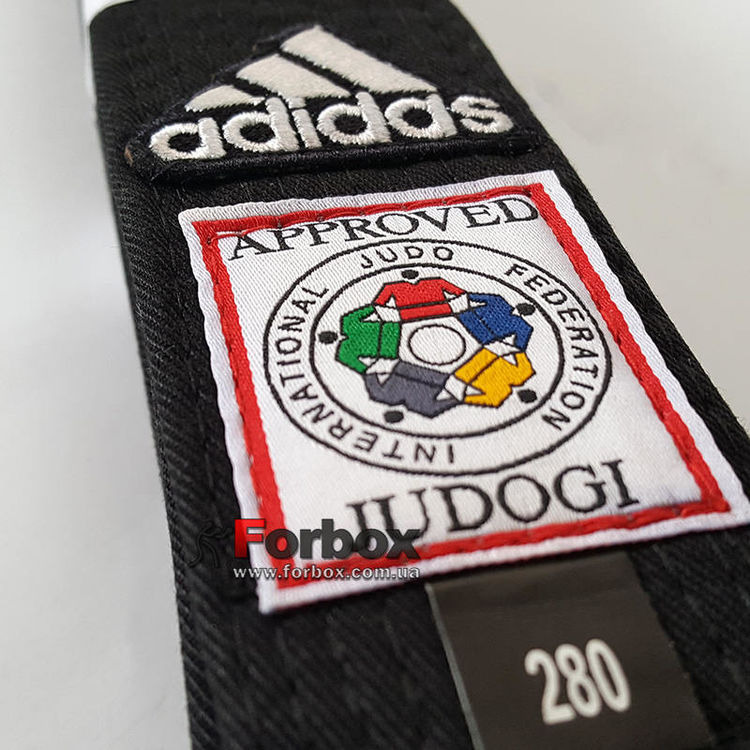 adidas
APPROVED
INTERNATIONAL JUDO FEDERATION
JUDOGI
Forbox
www.forbox.com.ua
280